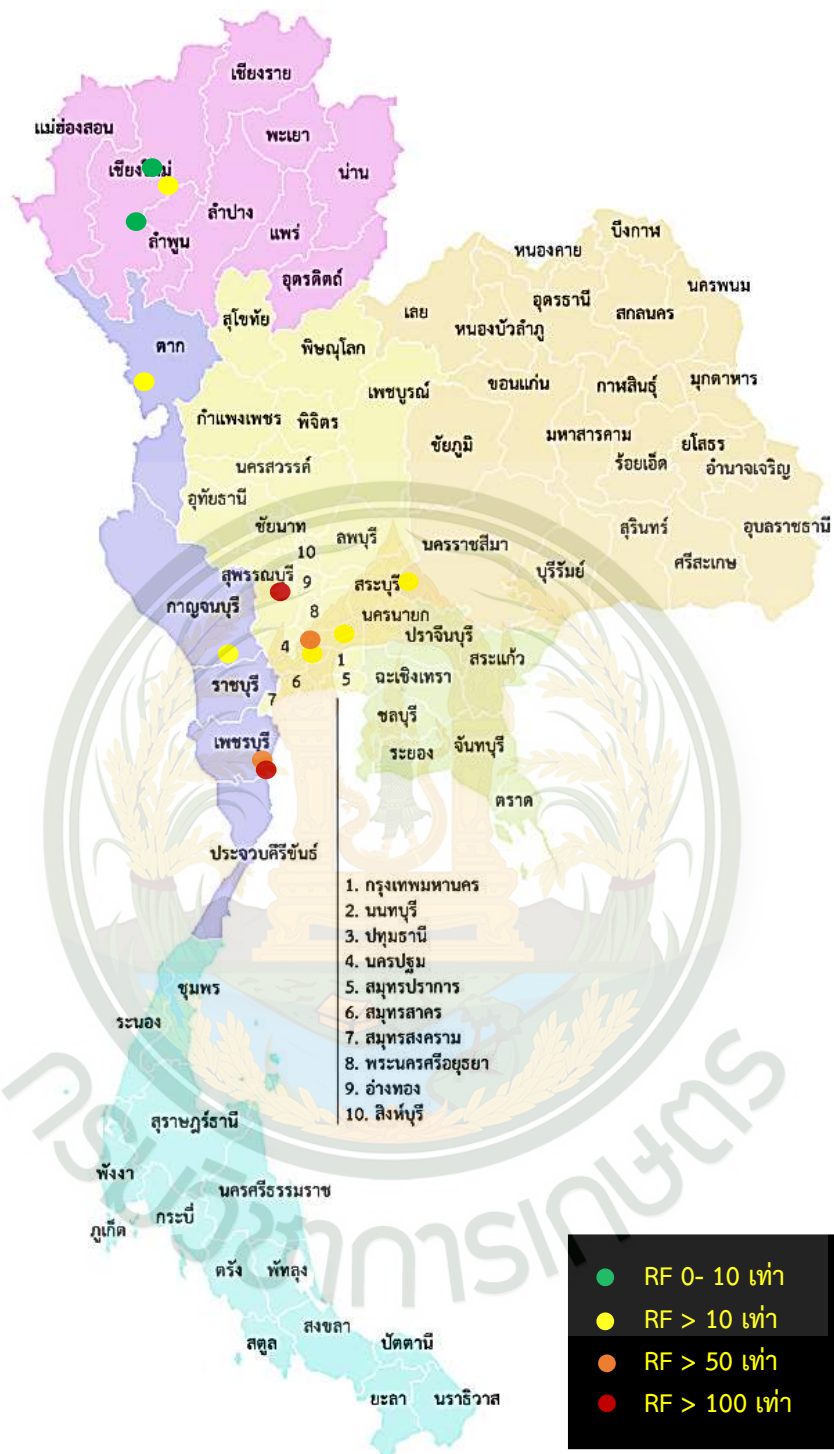 เชียงราย
แม่ฮ่องสอน
พะเยา
เชียงใหม่
น่าน
ลำปาง
ลำพูน
แพร่
อุตรดิตถ์
บึงกาฬ
หนองคาย
นครพนม
อุดรธานี
เลย
สกลนคร
สุโขทัย
หนองบัวลำภู
ตาก
พิษณุโลก
ขอนแก่น
กาฬสินธุ์
มุกดาหาร
เพชรบูรณ์
กำแพงเพชร
พิจิตร
มหาสารคาม
ชัยภูมิ
ยโสธร
ร้อยเอ็ด
อำนาจเจริญ
นครสวรรค์
อุทัยธานี
ชัยนาท
ลพบุรี
นครราชสีมา
สุรินทร์
อุบลราชธานี
10
ศรีสะเกษ
บุรีรัมย์
สุพรรณบุรี
9
สระบุรี
กาญจนบุรี
8
นครนายก
ปราจีนบุรี
4
1
สระแก้ว
ราชบุรี
6
5
ฉะเชิงเทรา
7
ชลบุรี
เพชรบุรี
ระยอง
จันทบุรี
ตราด
ประจวบคีรีขันธ์
1. กรุงเทพมหานคร
2. นนทบุรี
3. ปทุมธานี
4. นครปฐม
5. สมุทรปราการ
6. สมุทรสาคร
7. สมุทรสงคราม
8. พระนครศรีอยุธยา
9. อ่างทอง
10. สิงห์บุรี
ชุมพร
ระนอง
สุราษฎร์ธานี
พังงา
นครศรีธรรมราช
กระบี่
ภูเก็ต
ตรัง
พัทลุง
สงขลา
สตูล
ปัตตานี
ยะลา
นราธิวาส
กรมวิชาการเกษตร
RF 0- 10 เท่า
RF > 10 เท่า
RF > 50 เท่า
RF > 100 เท่า